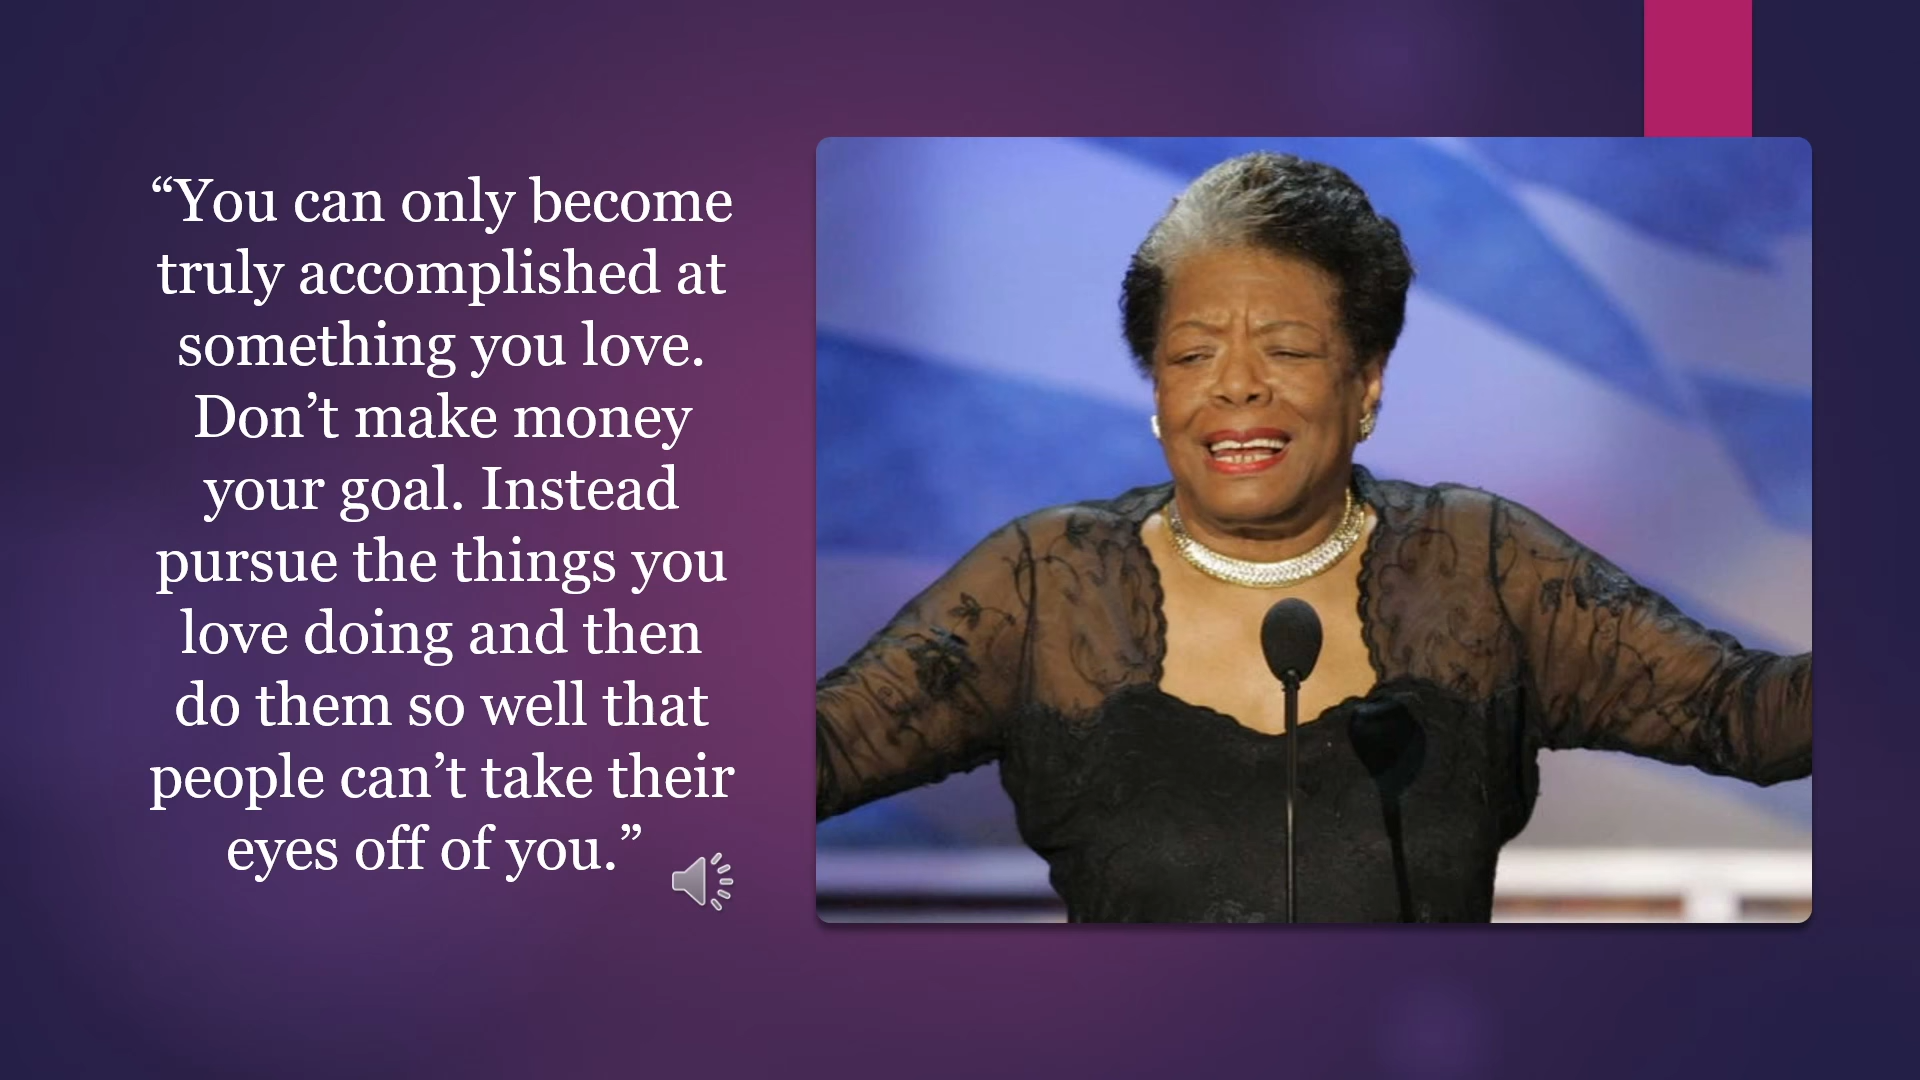 “You can only become
truly accomplished at
something you love.
Don’t make money
your goal. Instead
pursue the things you
love doing and then
do them so well that
people can’t take their
eyes off of you.”